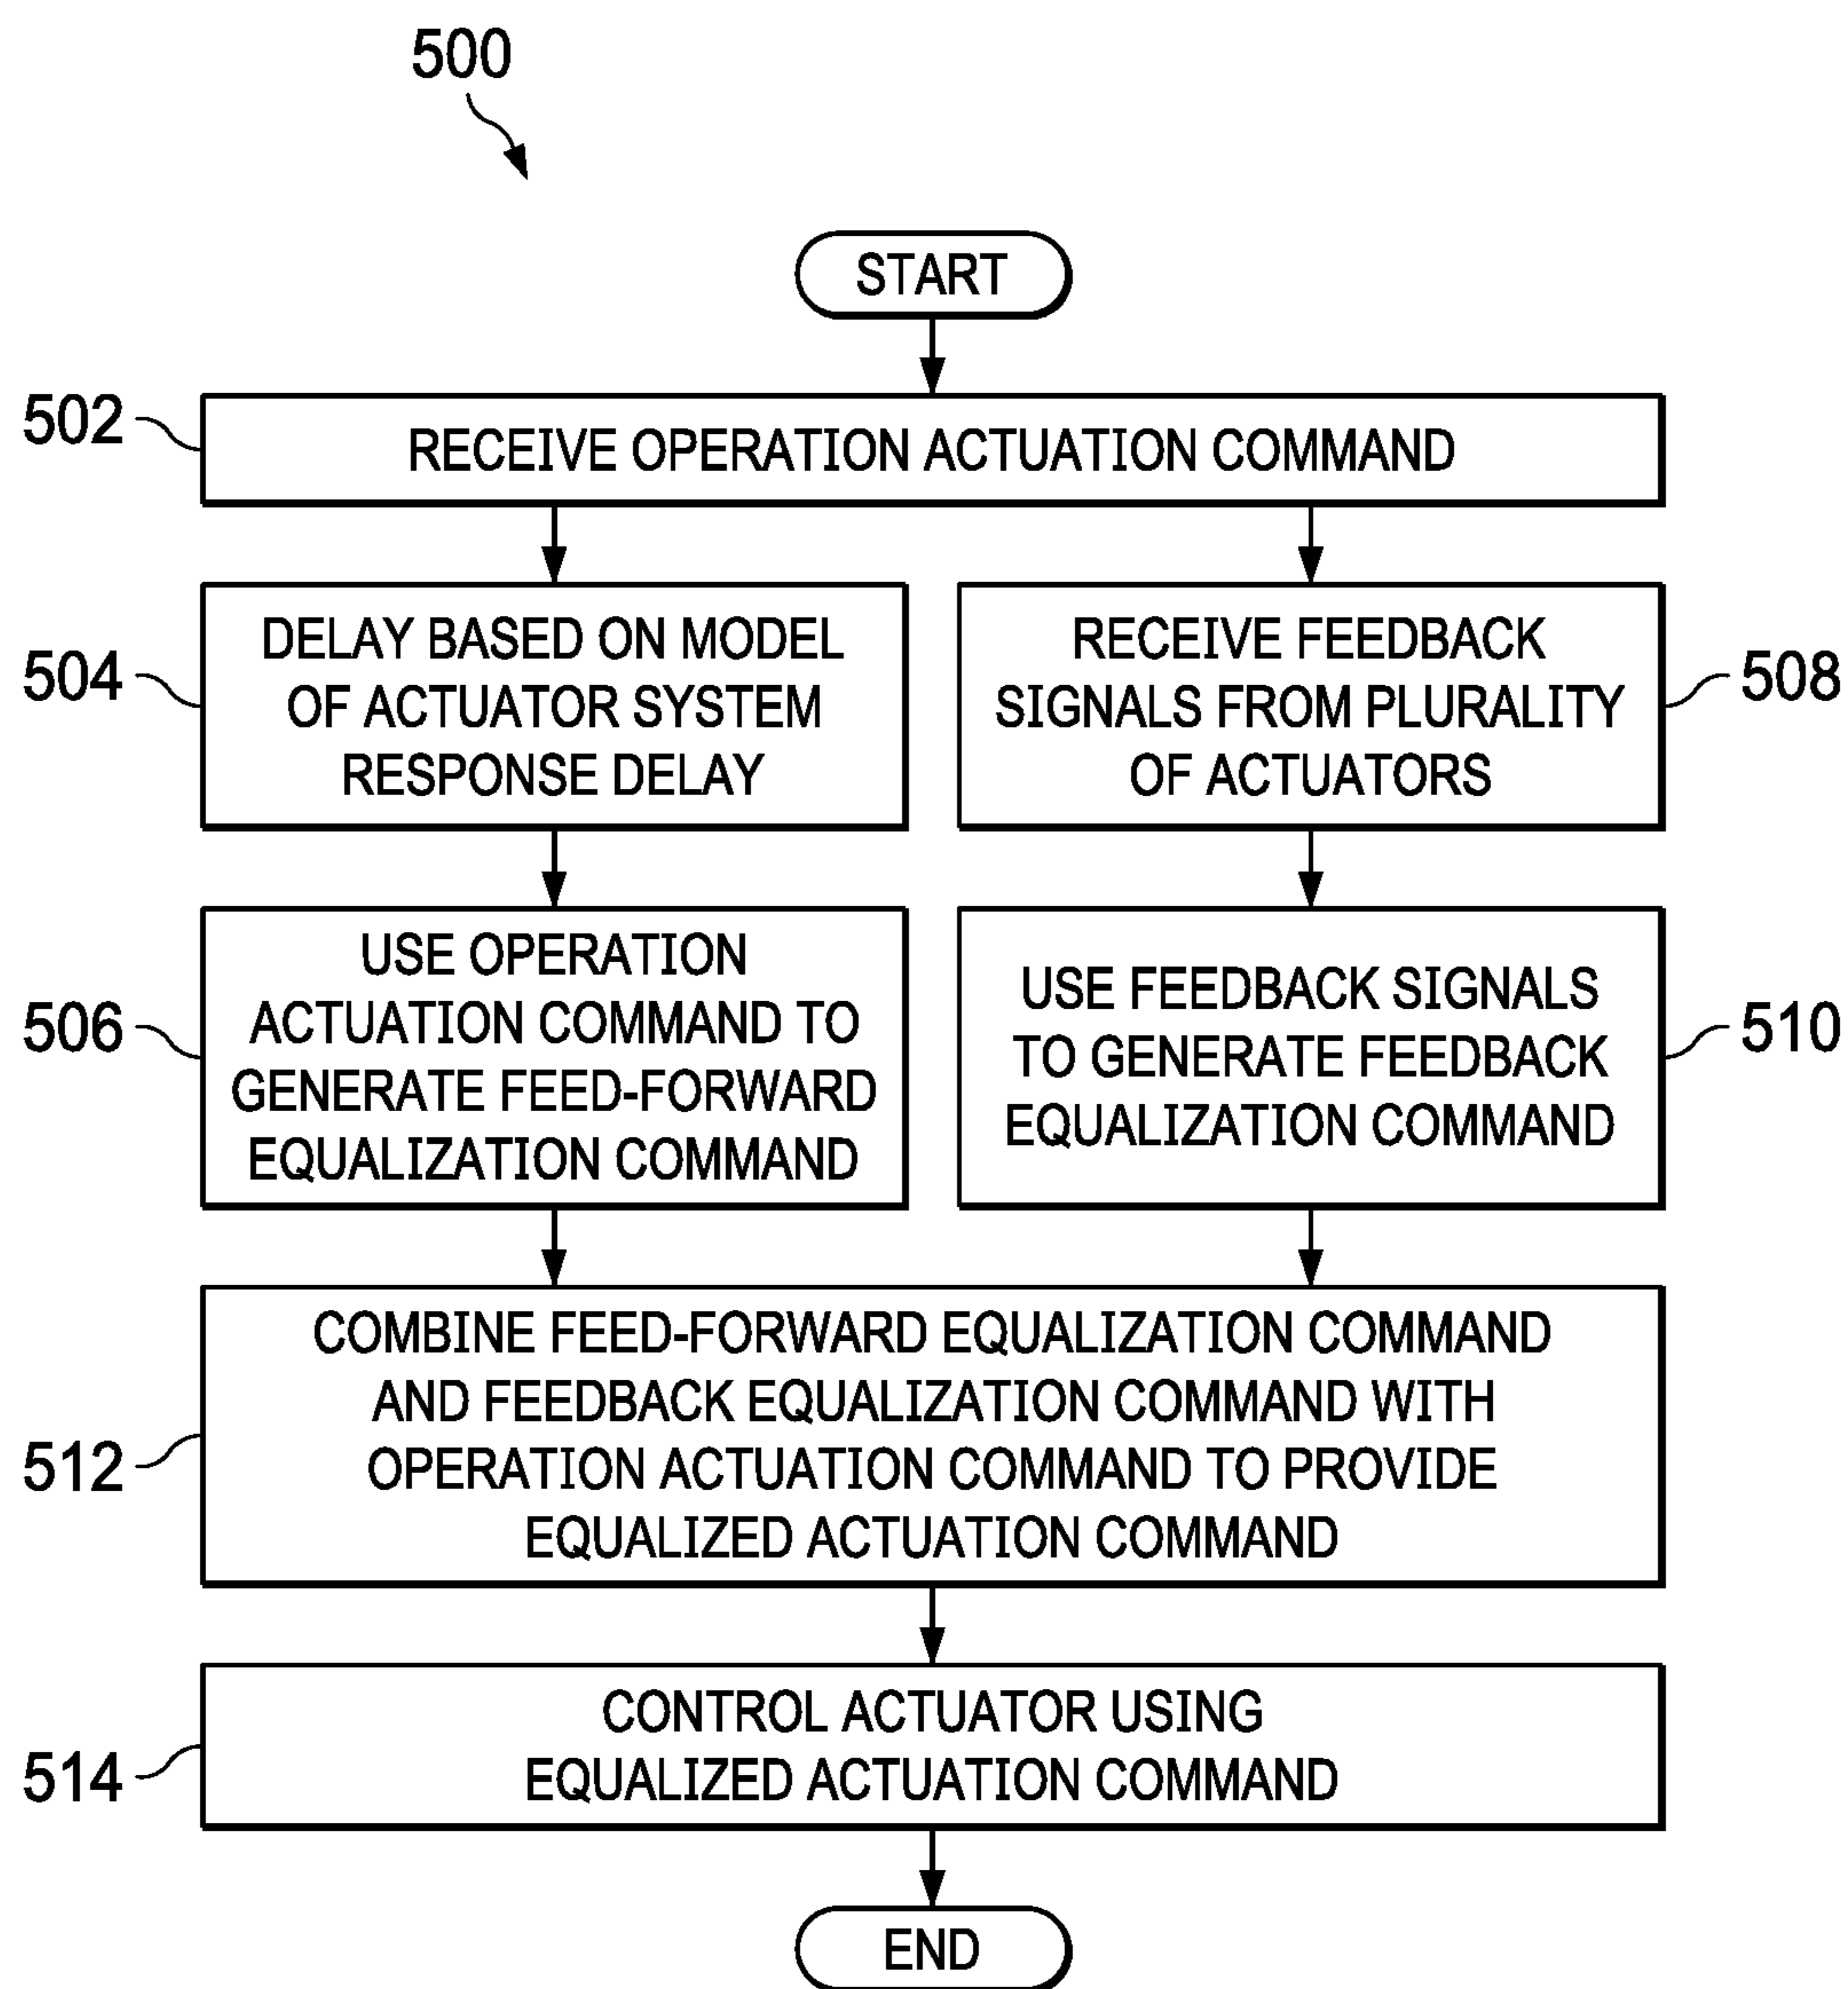 500
START
502
RECEIVE OPERATION ACTUATION COMMAND
504
DELAY BASED ON MODEL
OF ACTUATOR SYSTEM
RESPONSE DELAY
RECEIVE FEEDBACK
SIGNALS FROM PLURALITY
OF ACTUATORS
508
506
USE OPERATION
ACTUATION COMMAND TO
GENERATE FEED-FORWARD
EQUALIZATION COMMAND
USE FEEDBACK SIGNALS
TO GENERATE FEEDBACK
EQUALIZATION COMMAND
510
512
COMBINE FEED-FORWARD EQUALIZATION COMMAND
AND FEEDBACK EQUALIZATION COMMAND WITH
OPERATION ACTUATION COMMAND TO PROVIDE
EQUALIZED ACTUATION COMMAND
514
CONTROL ACTUATOR USING
EQUALIZED ACTUATION COMMAND
END